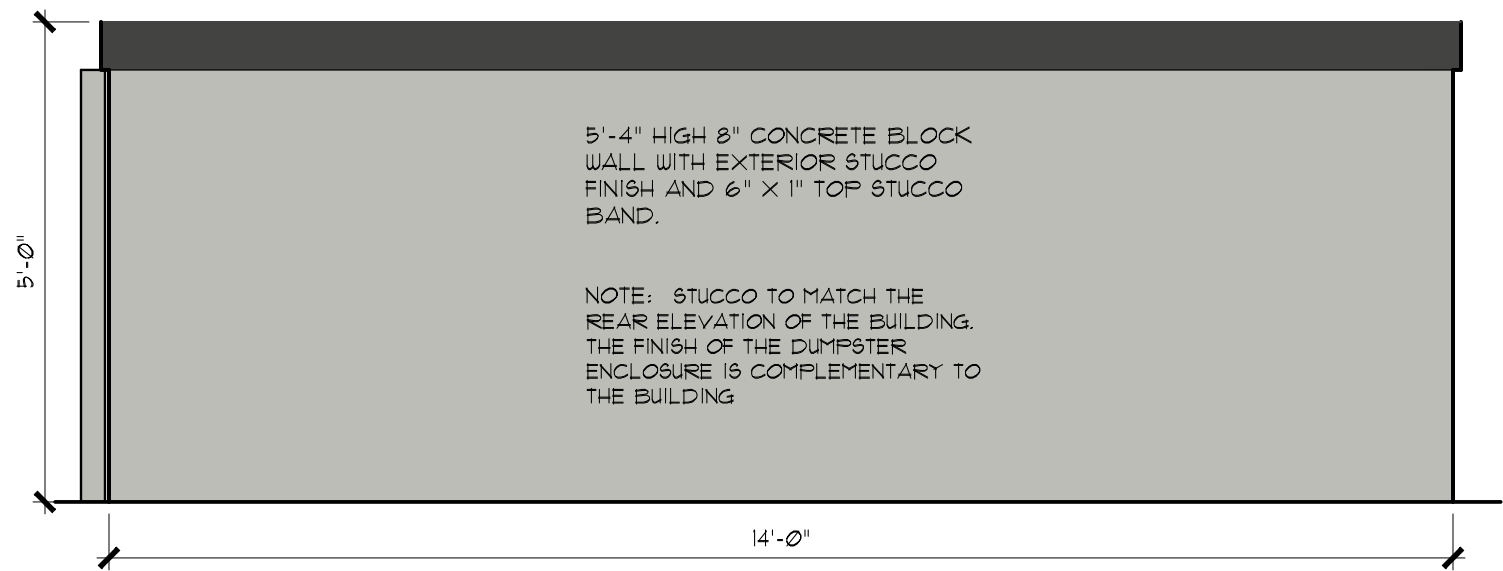 5'-4" HIGH 8" CONCRETE BLOCK
WALL WITH EXTERIOR STUCCO
FINISH AND 6" X 1" TOP STUCCO
BAND.
NOTE: STUCCO TO MATCH THE
REAR ELEVATION OF THE BUILDING.
THE FINISH OF THE DUMPSTER
ENCLOSURE IS COMPLEMENTARY TO
THE BUILDING
5'-0"
14'-0"